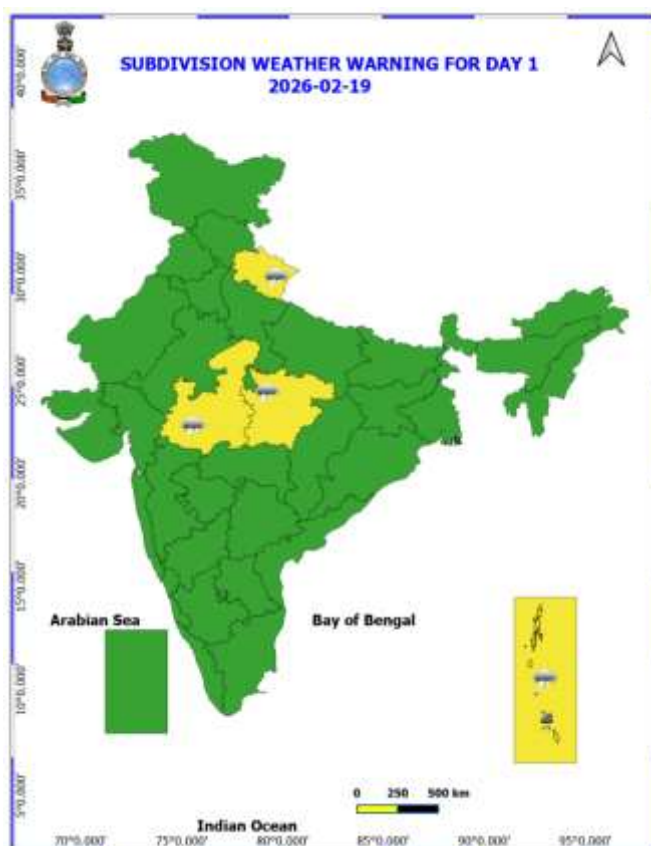 SUBDIVISION WEATHER WARNING FOR DAY 1
2026-02-19
40°0.000'
35°0.000'
30°0.000'
25°0.000'
20°0.000'
15°0.000'
10°0.000'
5°0.000'
Arabian Sea
Bay of Bengal
0 250 500 km
Indian Ocean
70°0.000' 75°0.000' 80°0.000' 85°0.000' 90°0.000' 95°0.000'